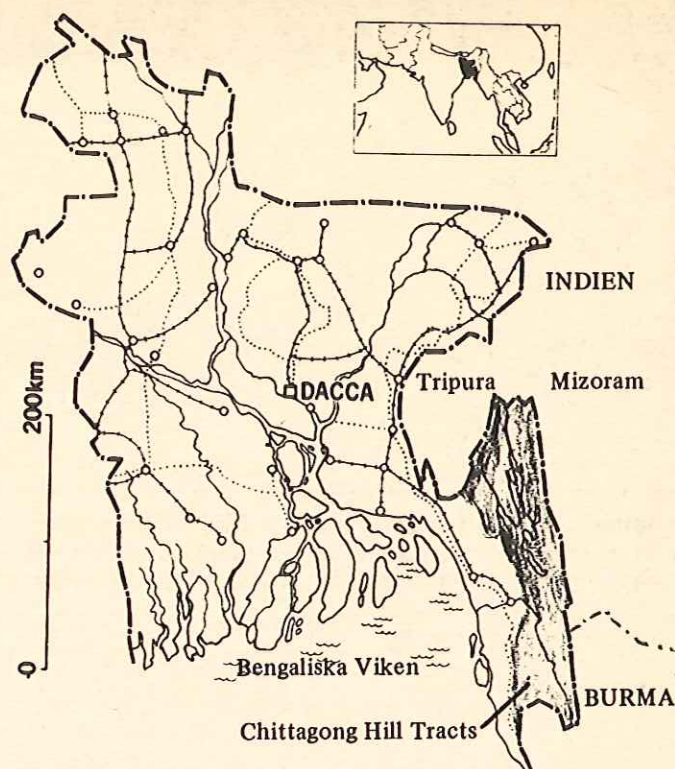 INDIEN
DACCA
Tripura
Mizoram
200km
0
Bengaliska Viken
BURMA
Chittagong Hill Tracts